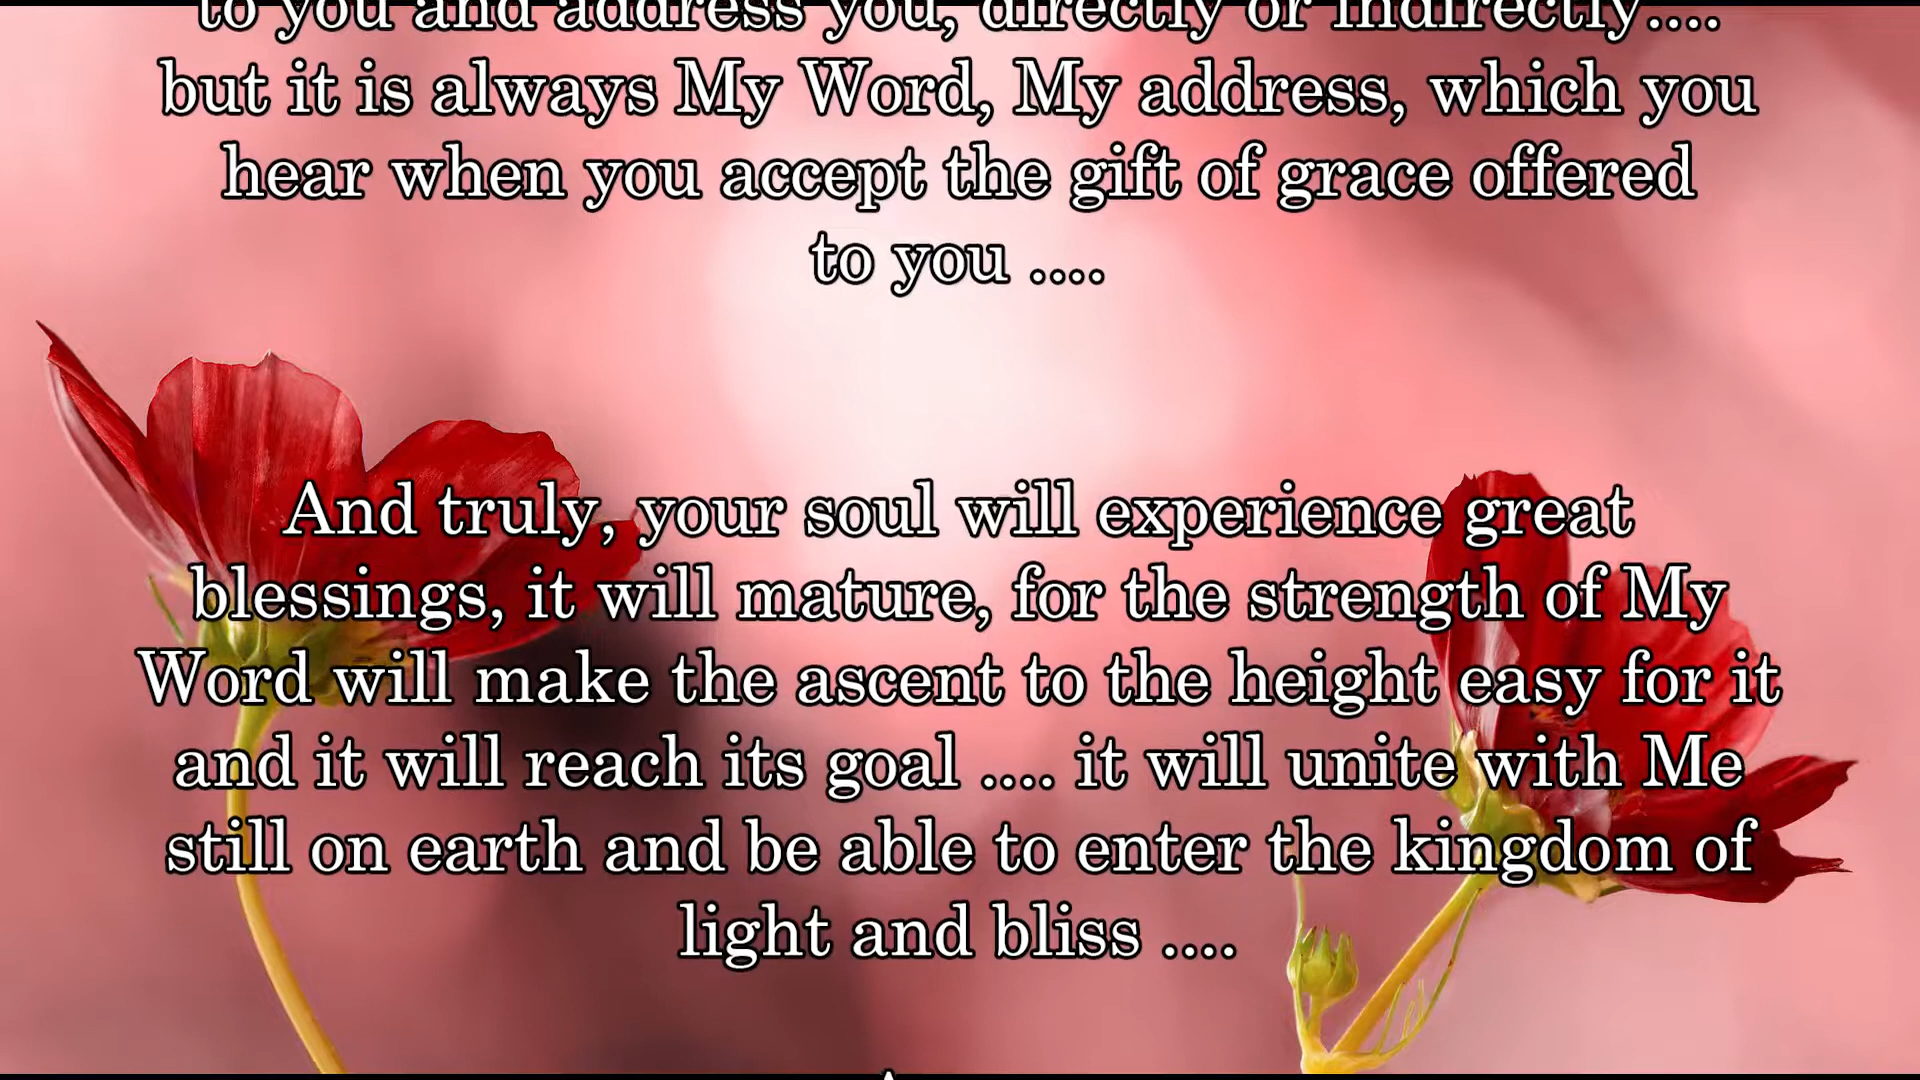 to you and address you, directly or indirectly....
but it is always My Word, My address, which you
hear when you accept the gift of grace offered
to you ....
And truly, your soul will experience great
blessings, it will mature, for the strength of My
Word will make the ascent to the height easy for it
and it will reach its goal .... it will unite with Me
still on earth and be able to enter the kingdom of
light and bliss ....